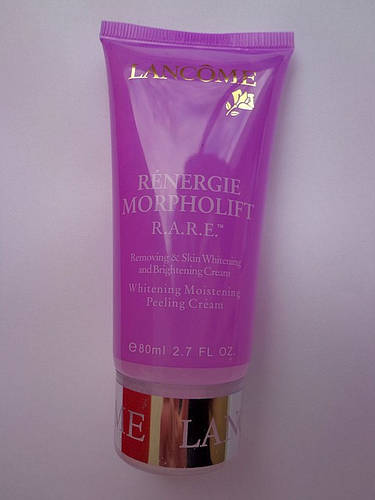 LANCÔME
RÉNERGIE
MORPHOLIFT
R.A.R.E.™
Removing & Skin Whitening
and Brightening Cream
Whitening Moistening
Peeling Cream
e80ml 2.7 FL OZ.
ME LAN